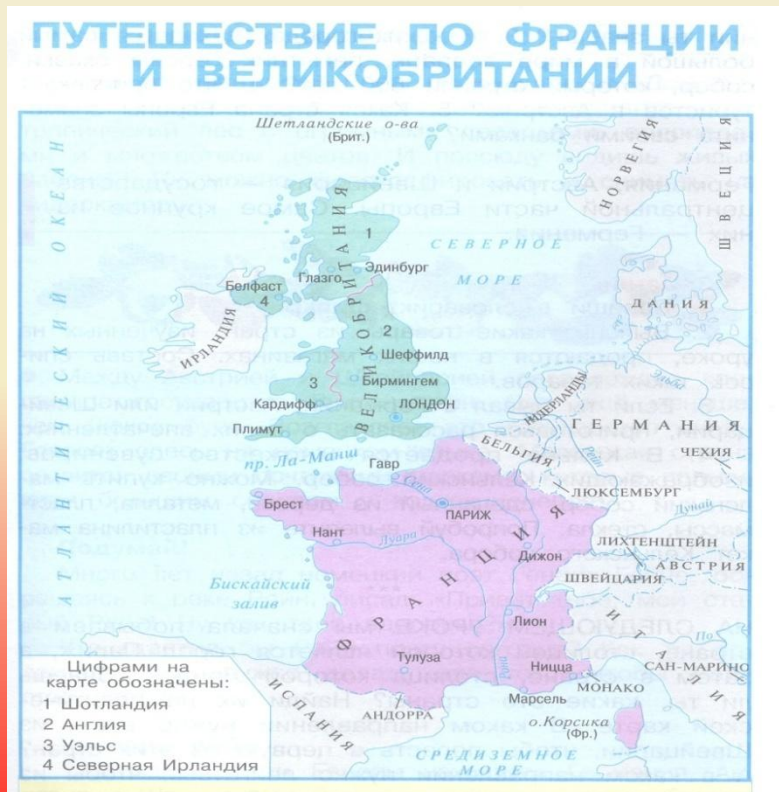 ПУТЕШЕСТВИЕ ПО ФРАНЦИИ
И ВЕЛИКОБРИТАНИИ
Шетландские о-ва
(Брит.)
НОРВЕГИЯ
ШВЕЦИЯ
АТЛАНТИЧЕСКИЙ ОКЕАН
ВЕЛИКОБРИТАНИЯ
1
СЕВЕРНОЕ
МОРЕ
Эдинбург
Глазго
Белфаст
4
ДАНИЯ
ИРЛАНДИЯ
2
Шеффилд
3
Бирмингем
Кардифф
ЛОНДОН
НИДЕРЛАНДЫ
Плимут
ГЕРМАНИЯ
пр. Ла-Манш
БЕЛЬГИЯ
Рейн
ЧЕХИЯ
Гавр
Сена
ЛЮКСЕМБУРГ
Брест
ПАРИЖ
Дунай
Нант
Луара
ФРАНЦИЯ
Дижон
ЛИХТЕНШТЕЙН
АВСТРИЯ
ШВЕЙЦАРИЯ
Бискайский
залив
ИТАЛИЯ
Лион
По
Тулуза
Ницца
САН-МАРИНО
МОНАКО
Марсель
АНДОРРА
ИСПАНИЯ
о.Корсика
(Фр.)
СРЕДИЗЕМНОЕ
МОРЕ
Цифрами на
карте обозначены:
1 Шотландия
2 Англия
3 Уэльс
4 Северная Ирландия